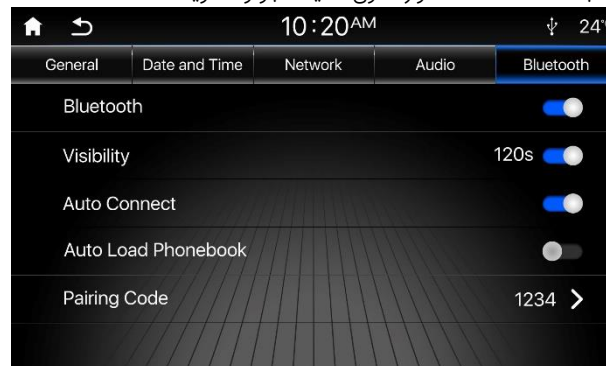 10:20AM 24°
General Date and Time Network Audio Bluetooth
Bluetooth
Visibility 120s
Auto Connect
Auto Load Phonebook
Pairing Code 1234